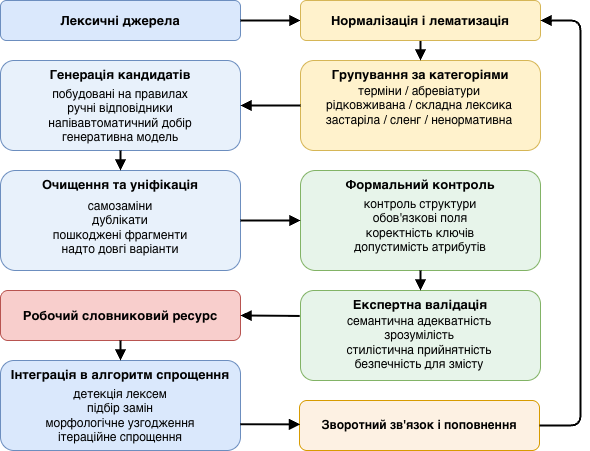 Лексичні джерела
Нормалізація і лематизація
Групування за категоріями
терміни / абревіатури
рідковживана / складна лексика
застаріла / сленг / ненормативна
Генерація кандидатів
побудовані на правилах
ручні відповідники
напівавтоматичний добір
генеративна модель
Очищення та уніфікація
самозаміни
дублікати
пошкоджені фрагменти
надто довгі варіанти
Формальний контроль
контроль структури
обов'язкові поля
коректність ключів
допустимість атрибутів
Експертна валідація
семантична адекватність
зрозумілість
стилістична прийнятність
безпечність для змісту
Робочий словниковий ресурс
Інтеграція в алгоритм спрощення
детекція лексем
підбір замін
морфологічне узгодження
ітераційне спрощення
Зворотний зв'язок і поповнення